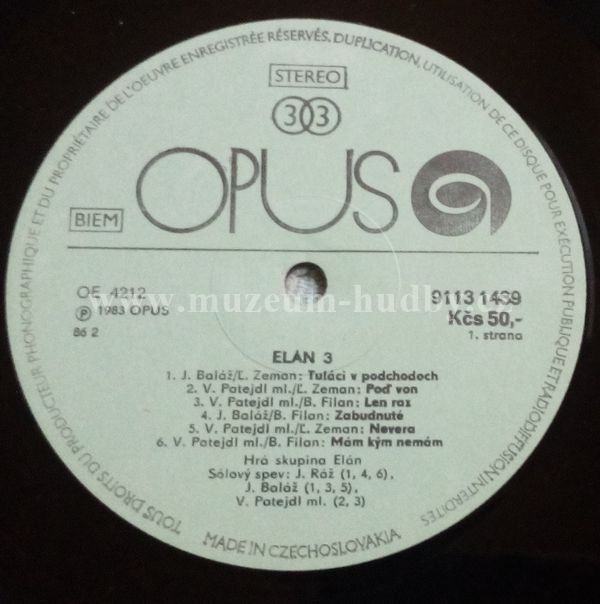 TOUS DROITS DU PRODUCTEUR PHONOGRAPHIQUE ET DU PROPRIÉTAIRE DE L'OEUVRE ENREGISTRÉE RÉSERVÉS. DUPLICATION, UTILISATION DE CE DISQUE POUR EXÉCUTION PUBLIQUE ET RADIODIFFUSION INTERDITES
STEREO
33
OPUS
BIEM
OE 4212
9113 1439
www.muzeum-hudb
℗ 1983 OPUS
Kčs 50,-
86 2
1. strana
ELÁN 3
1. J. Baláž/Ľ. Zeman: Tuláci v podchodoch
2. V. Patejdl ml./Ľ. Zeman: Poď von
3. V. Patejdl ml./B. Filan: Len raz
4. J. Baláž/B. Filan: Zabudnuté
5. V. Patejdl ml./Ľ. Zeman: Nevera
6. V. Patejdl ml./B. Filan: Mám kým nemám
Hrá skupina Elán
Sólový spev: J. Ráž (1, 4, 6),
J. Baláž (1, 3, 5),
V. Patejdl ml. (2, 3)
MADE IN CZECHOSLOVAKIA